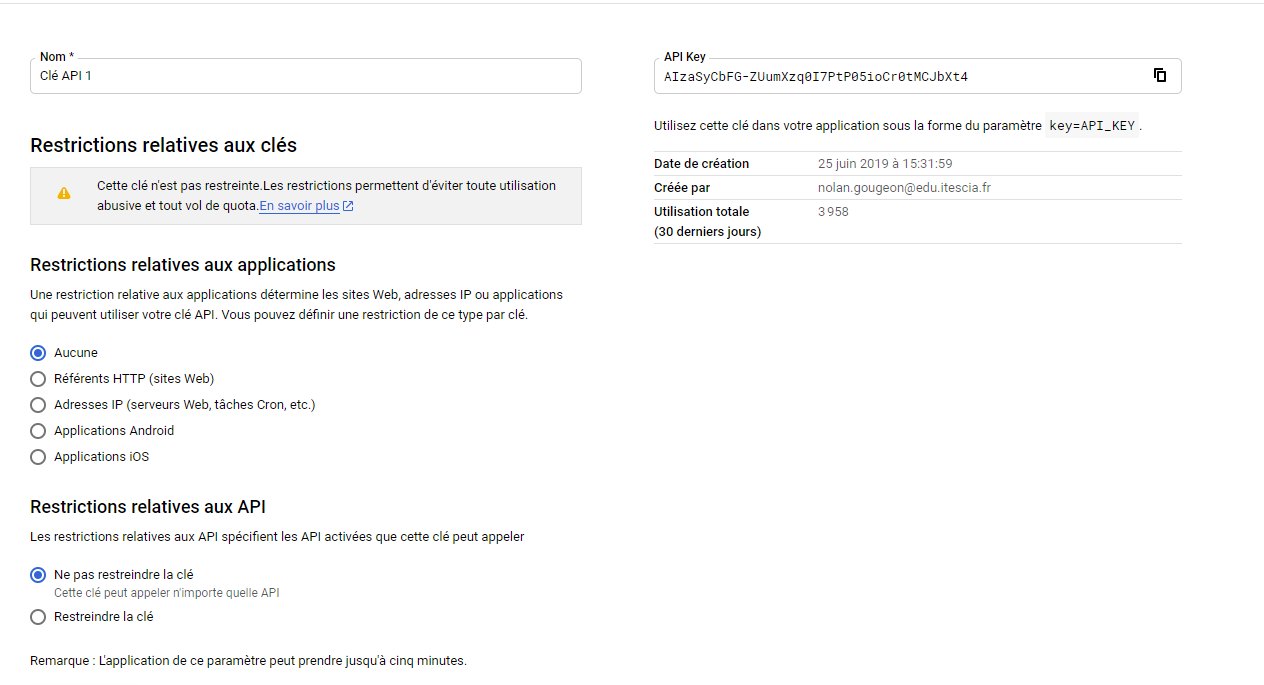 Nom *
Clé API 1
Restrictions relatives aux clés
Cette clé n'est pas restreinte.Les restrictions permettent d'éviter toute utilisation
abusive et tout vol de quota.En savoir plus
Restrictions relatives aux applications
Une restriction relative aux applications détermine les sites Web, adresses IP ou applications
qui peuvent utiliser votre clé API. Vous pouvez définir une restriction de ce type par clé.
Aucune
Référents HTTP (sites Web)
Adresses IP (serveurs Web, tâches Cron, etc.)
Applications Android
Applications iOS
Restrictions relatives aux API
Les restrictions relatives aux API spécifient les API activées que cette clé peut appeler
Ne pas restreindre la clé
Cette clé peut appeler n'importe quelle API
Restreindre la clé
Remarque : L'application de ce paramètre peut prendre jusqu'à cinq minutes.
API Key
AIzaSyCbFG-ZUumXzq0I7PtP05ioCr0tMCJbXt4
Utilisez cette clé dans votre application sous la forme du paramètre key=API_KEY.
Date de création 25 juin 2019 à 15:31:59
Créée par nolan.gougeon@edu.itescia.fr
Utilisation totale 3 958
(30 derniers jours)